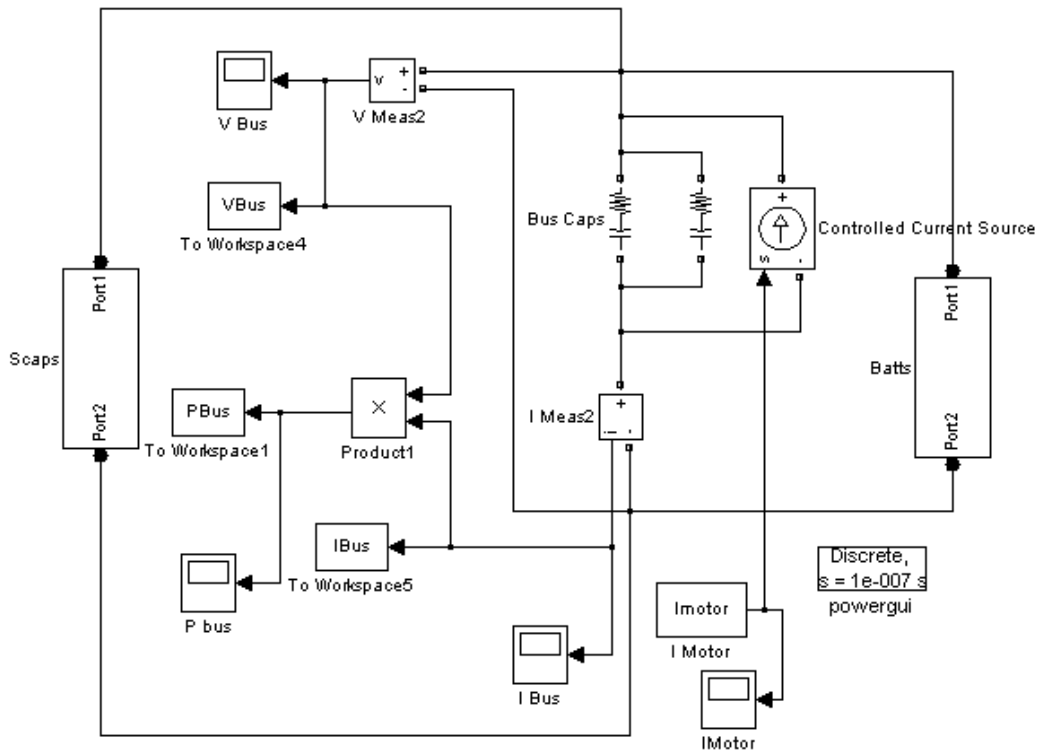 V Bus
v
+
-
V Meas2
VBus
To Workspace4
Bus Caps
+
s
-
Controlled Current Source
Port1
Port2
Scaps
Port1
Port2
Batts
PBus
To Workspace1
×
Product1
+
i
-
I Meas2
IBus
To Workspace5
P bus
Discrete,
s = 1e-007 s
powergui
Imotor
I Motor
I Bus
IMotor